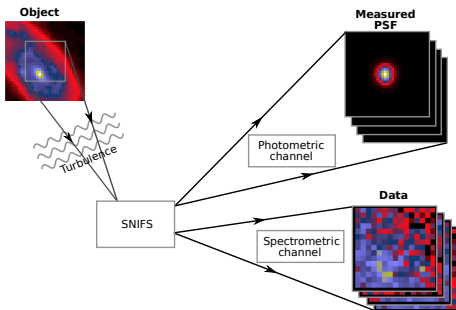 Object
Measured
PSF
Turbulence
Photometric
channel
Data
SNIFS
Spectrometric
channel